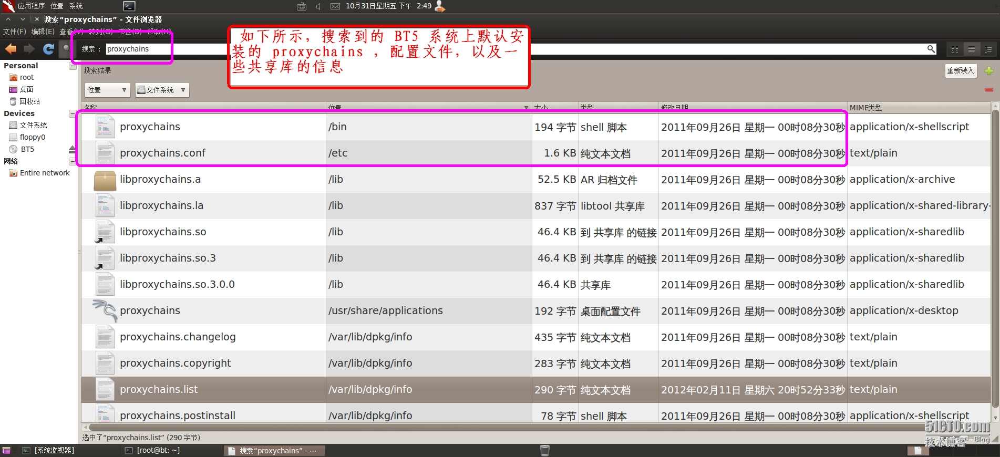 应用程序 位置 系统
10月31日星期五 下午 2:49
搜索“proxychains” - 文件浏览器
文件(F) 编辑(E) 查看(V) 转到(G) 书签(B) 帮助(H)
搜索： proxychains
如下所示，搜索到的 BT5 系统上默认安
装的 proxychains ，配置文件，以及一
些共享库的信息
Personal
root
桌面
回收站
Devices
文件系统
floppy0
BT5
网络
Entire network
搜索结果
重新装入
位置 文件系统
名称 位置 大小 类型 修改日期 MIME类型
proxychains /bin 194 字节 shell 脚本 2011年09月26日 星期一 00时08分30秒 application/x-shellscript
proxychains.conf /etc 1.6 KB 纯文本文档 2011年09月26日 星期一 00时08分30秒 text/plain
libproxychains.a /lib 52.5 KB AR 归档文件 2011年09月26日 星期一 00时08分30秒 application/x-archive
libproxychains.la /lib 837 字节 libtool 共享库 2011年09月26日 星期一 00时08分30秒 application/x-shared-library-
libproxychains.so /lib 46.4 KB 到 共享库 的链接 2011年09月26日 星期一 00时08分30秒 application/x-sharedlib
libproxychains.so.3 /lib 46.4 KB 到 共享库 的链接 2011年09月26日 星期一 00时08分30秒 application/x-sharedlib
libproxychains.so.3.0.0 /lib 46.4 KB 共享库 2011年09月26日 星期一 00时08分30秒 application/x-sharedlib
proxychains /usr/share/applications 192 字节 桌面配置文件 2011年09月26日 星期一 00时08分30秒 application/x-desktop
proxychains.changelog /var/lib/dpkg/info 435 字节 纯文本文档 2011年09月26日 星期一 00时08分30秒 text/plain
proxychains.copyright /var/lib/dpkg/info 283 字节 纯文本文档 2011年09月26日 星期一 00时08分30秒 text/plain
proxychains.list /var/lib/dpkg/info 290 字节 纯文本文档 2012年02月11日 星期六 20时52分33秒 text/plain
proxychains.postinstall /var/lib/dpkg/info 78 字节 shell 脚本 2011年09月26日 星期一 00时08分30秒 application/x-shellscript
选中了“proxychains.list” (290 字节)
51CTO.com
技术博客 Blog
[系统监视器] [root@bt: ~] 搜索“proxychains” - ...